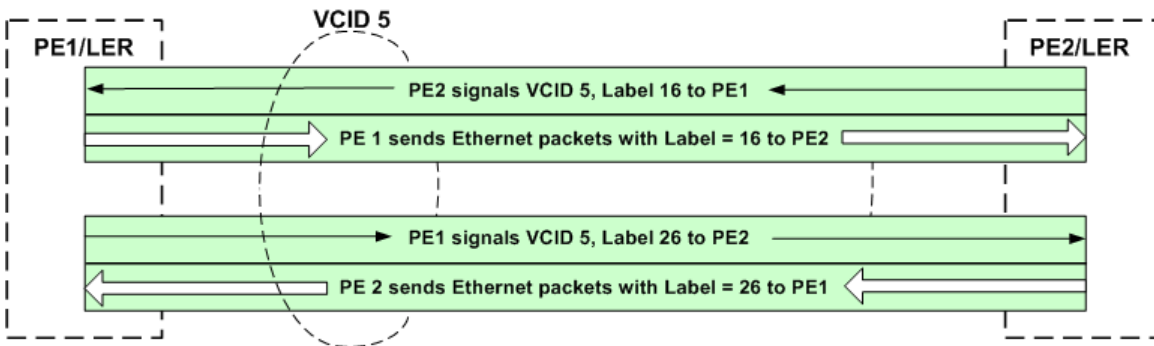 VCID 5
PE1/LER
PE2/LER
PE2 signals VCID 5, Label 16 to PE1
PE 1 sends Ethernet packets with Label = 16 to PE2
PE1 signals VCID 5, Label 26 to PE2
PE 2 sends Ethernet packets with Label = 26 to PE1